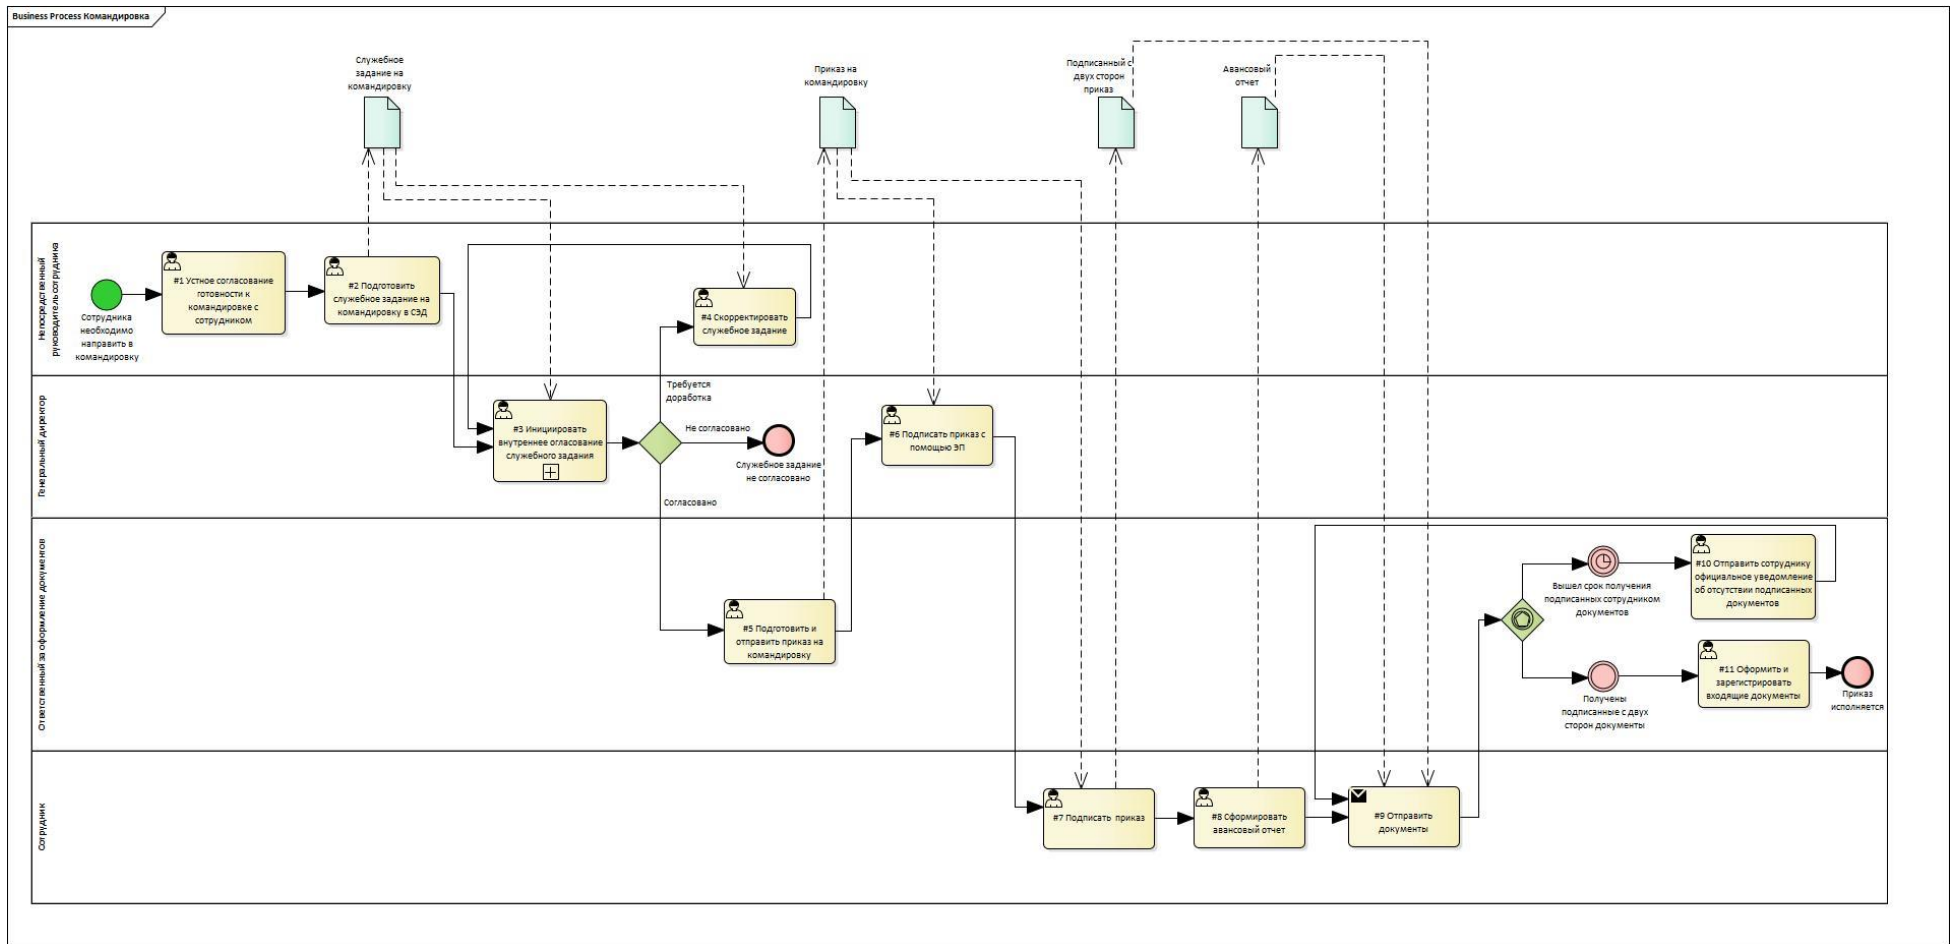 Business Process Командировка
Служебное
задание на
командировку
Приказ на
командировку
Подписанный с
двух сторон
приказ
Авансовый
отчет
Непосредственный
руководитель сотрудника
Сотрудника
необходимо
направить в
командировку
#1 Устное согласование
готовности к
командировке с
сотрудником
#2 Подготовить
служебное задание на
командировку в СЭД
#4 Скорректировать
служебное задание
Генеральный директор
#3 Инициировать
внутреннее огласование
служебного задания
Требуется
доработка
Не согласовано
Служебное задание
не согласовано
Согласовано
#6 Подписать приказ с
помощью ЭП
Ответственный за оформление документов
#5 Подготовить и
отправить приказ на
командировку
Вышел срок получения
подписанных сотрудником
документов
#10 Отправить сотруднику
официальное уведомление
об отсутствии подписанных
документов
Получены
подписанные с двух
сторон документы
#11 Оформить и
зарегистрировать
входящие документы
Приказ
исполняется
Сотрудник
#7 Подписать приказ
#8 Сформировать
авансовый отчет
#9 Отправить
документы